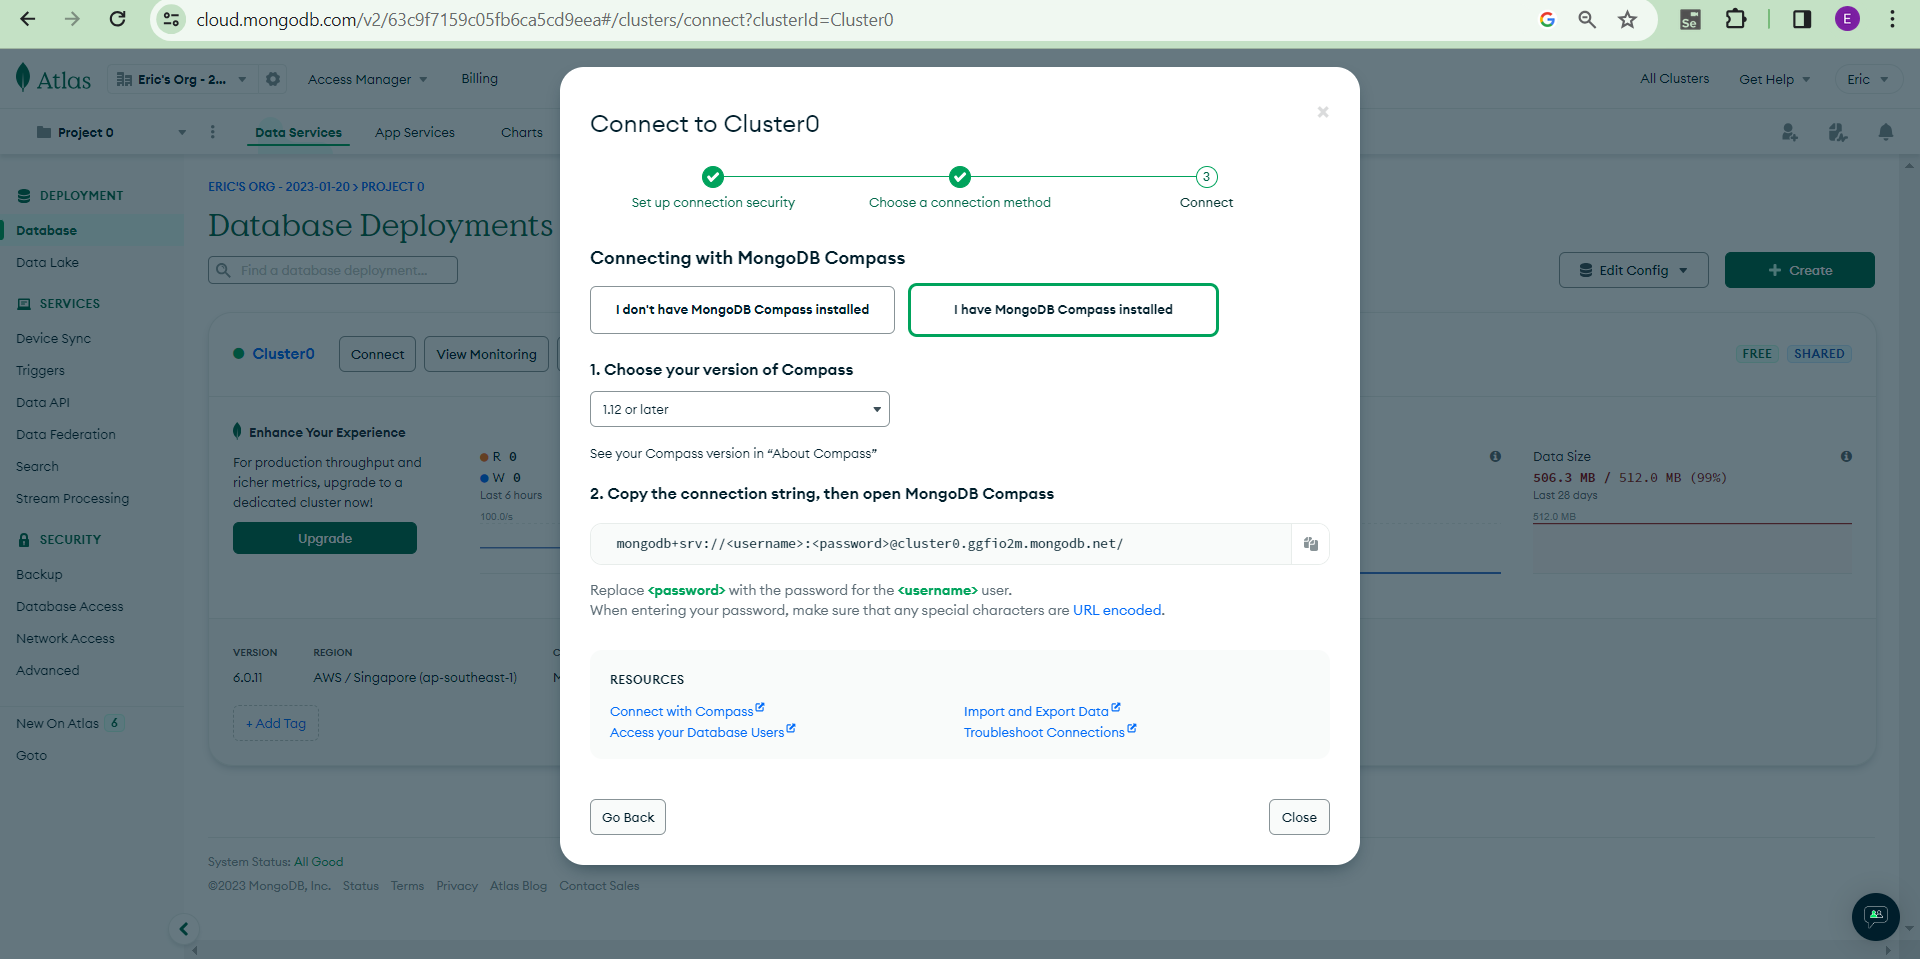 cloud.mongodb.com/v2/63c9f7159c05fb6ca5cd9eea#/clusters/connect?clusterId=Cluster0
Se
E
Atlas
Eric's Org - 2...
Access Manager
Billing
All Clusters
Get Help
Eric
Project 0
Data Services
App Services
Charts
DEPLOYMENT
Database
Data Lake
SERVICES
Device Sync
Triggers
Data API
Data Federation
Search
Stream Processing
SECURITY
Backup
Database Access
Network Access
Advanced
New On Atlas 6
Goto
ERIC'S ORG - 2023-01-20 > PROJECT 0
Database Deployments
Find a database deployment...
Edit Config
+ Create
Cluster0
Connect
View Monitoring
FREE
SHARED
Enhance Your Experience
For production throughput and
richer metrics, upgrade to a
dedicated cluster now!
Upgrade
R 0
W 0
Last 6 hours
100.0/s
Data Size
506.3 MB / 512.0 MB (99%)
Last 28 days
512.0 MB
VERSION
6.0.11
REGION
AWS / Singapore (ap-southeast-1)
C
M
+ Add Tag
Connect to Cluster0
Set up connection security
Choose a connection method
3
Connect
Connecting with MongoDB Compass
I don't have MongoDB Compass installed
I have MongoDB Compass installed
1. Choose your version of Compass
1.12 or later
See your Compass version in “About Compass”
2. Copy the connection string, then open MongoDB Compass
mongodb+srv://<username>:<password>@cluster0.ggfio2m.mongodb.net/
Replace <password> with the password for the <username> user.
When entering your password, make sure that any special characters are URL encoded.
RESOURCES
Connect with Compass
Import and Export Data
Access your Database Users
Troubleshoot Connections
Go Back
Close
System Status: All Good
©2023 MongoDB, Inc. Status Terms Privacy Atlas Blog Contact Sales